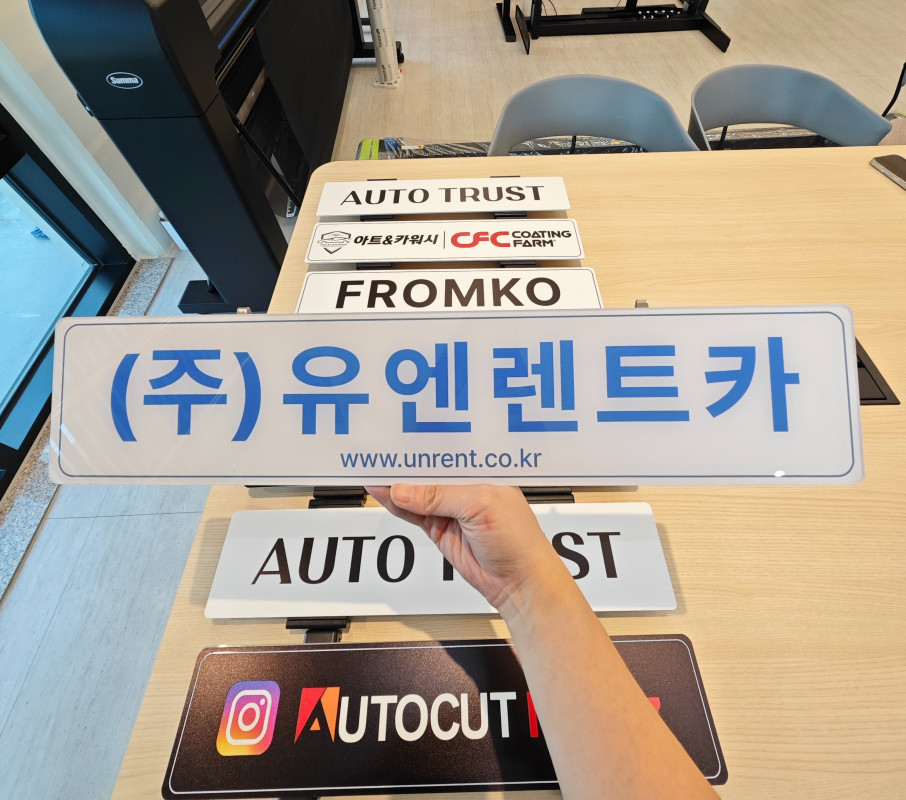 Summa
AUTO TRUST
아트&카워시 | CFC COATING FARM
FROMKO
(주)유엔렌트카
www.unrent.co.kr
AUTO
AUTOCUT